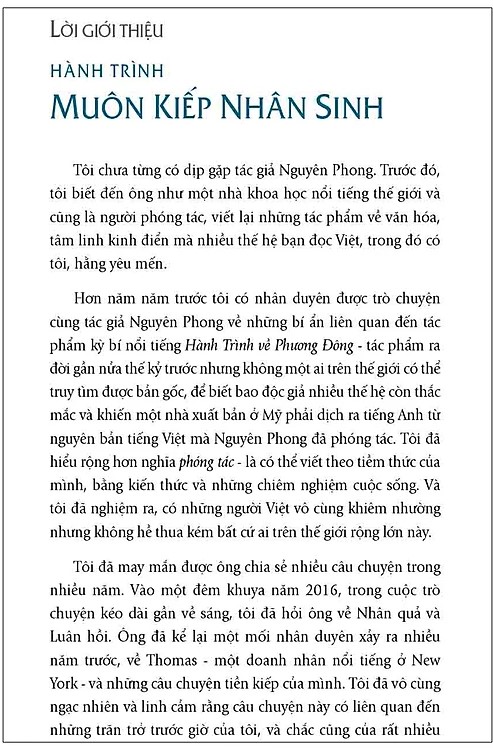 LỜI GIỚI THIỆU
HÀNH TRÌNH
MUÔN KIẾP NHÂN SINH
Tôi chưa từng có dịp gặp tác giả Nguyên Phong. Trước đó,
tôi biết đến ông như một nhà khoa học nổi tiếng thế giới và
cũng là người phóng tác, viết lại những tác phẩm về văn hóa,
tâm linh kinh điển mà nhiều thế hệ bạn đọc Việt, trong đó có
tôi, hằng yêu mến.
Hơn năm năm trước tôi có nhân duyên được trò chuyện
cùng tác giả Nguyên Phong về những bí ẩn liên quan đến tác
phẩm kỳ bí nổi tiếng Hành Trình về Phương Đông - tác phẩm ra
đời gần nửa thế kỷ trước nhưng không một ai trên thế giới có thể
truy tìm được bản gốc, để biết bao độc giả nhiều thế hệ còn thắc
mắc và khiến một nhà xuất bản ở Mỹ phải dịch ra tiếng Anh từ
nguyên bản tiếng Việt mà Nguyên Phong đã phóng tác. Tôi đã
hiểu rộng hơn nghĩa phóng tác - là có thể viết theo tiềm thức của
mình, bằng kiến thức và những chiêm nghiệm cuộc sống. Và
tôi đã nghiệm ra, có những người Việt vô cùng khiêm nhường
nhưng không hề thua kém bất cứ ai trên thế giới rộng lớn này.
Tôi đã may mắn được ông chia sẻ nhiều câu chuyện trong
nhiều năm. Vào một đêm khuya năm 2016, trong cuộc trò
chuyện kéo dài gần về sáng, tôi đã hỏi ông về Nhân quả và
Luân hồi. Ông đã kể lại một mối nhân duyên xảy ra nhiều
năm trước, về Thomas - một doanh nhân nổi tiếng ở New
York - và những câu chuyện tiền kiếp của mình. Tôi đã vô cùng
ngạc nhiên và linh cảm rằng câu chuyện này có liên quan đến
những trăn trở trước giờ của tôi, và chắc cũng của rất nhiều